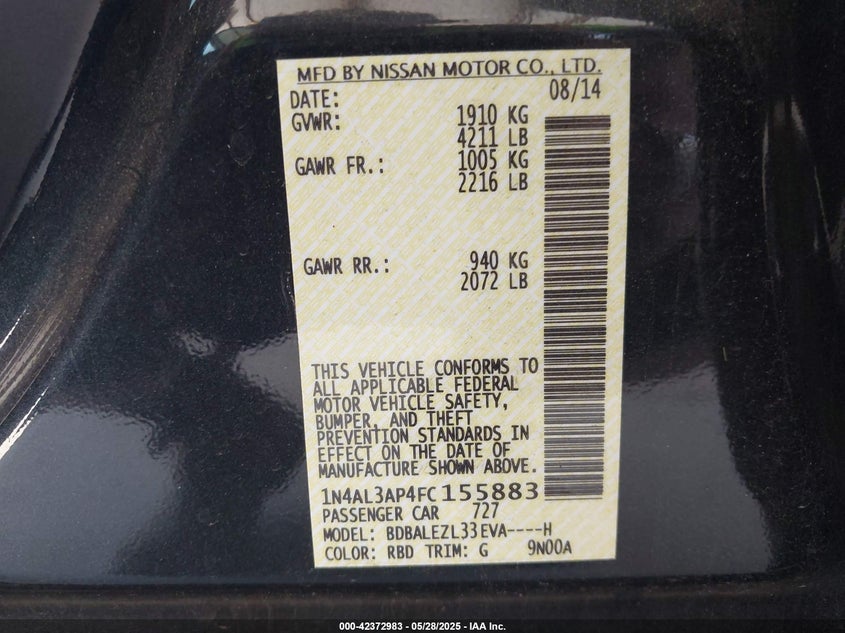 MFD BY NISSAN MOTOR CO., LTD.
DATE: 08/14
GVWR: 1910 KG
4211 LB
GAWR FR.: 1005 KG
2216 LB
GAWR RR.: 940 KG
2072 LB
THIS VEHICLE CONFORMS TO
ALL APPLICABLE FEDERAL
MOTOR VEHICLE SAFETY,
BUMPER, AND THEFT
PREVENTION STANDARDS IN
EFFECT ON THE DATE OF
MANUFACTURE SHOWN ABOVE.
1N4AL3AP4FC155883
PASSENGER CAR 727
MODEL: BDBALEZL33EVA----H
COLOR: RBD TRIM: G 9N00A
000-42372983 - 05/28/2025 - IAA Inc.